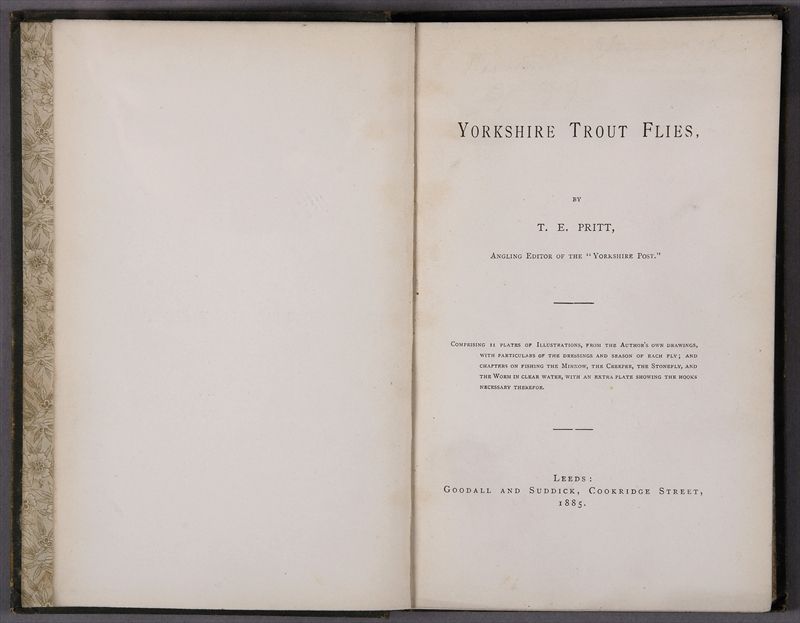 Yorkshire Trout Flies,
BY
T. E. PRITT,
Angling Editor of the "Yorkshire Post."
Comprising 11 plates of Illustrations, from the Author's own drawings,
with particulars of the dressings and season of each fly; and
chapters on fishing the Minnow, the Creeper, the Stonefly, and
the Worm in clear water, with an extra plate showing the hooks
necessary therefor.
Leeds:
Goodall and Suddick, Cookridge Street,
1885.